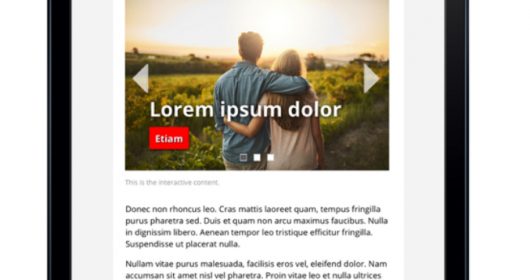 Lorem ipsum dolor
Etiam
This is the interactive content.
Donec non rhoncus leo. Cras mattis laoreet quam, tempus fringilla
purus pharetra sed. Duis et quam non arcu maximus faucibus. Nulla
in dignissim libero. Aenean tempor leo tristique efficitur fringilla.
Suspendisse ut placerat nulla.
Nullam vitae purus malesuada, facilisis eros vel, eleifend dolor. Nam
accumsan sit amet nisl vel pharetra. Proin vitae leo et nulla ultrices